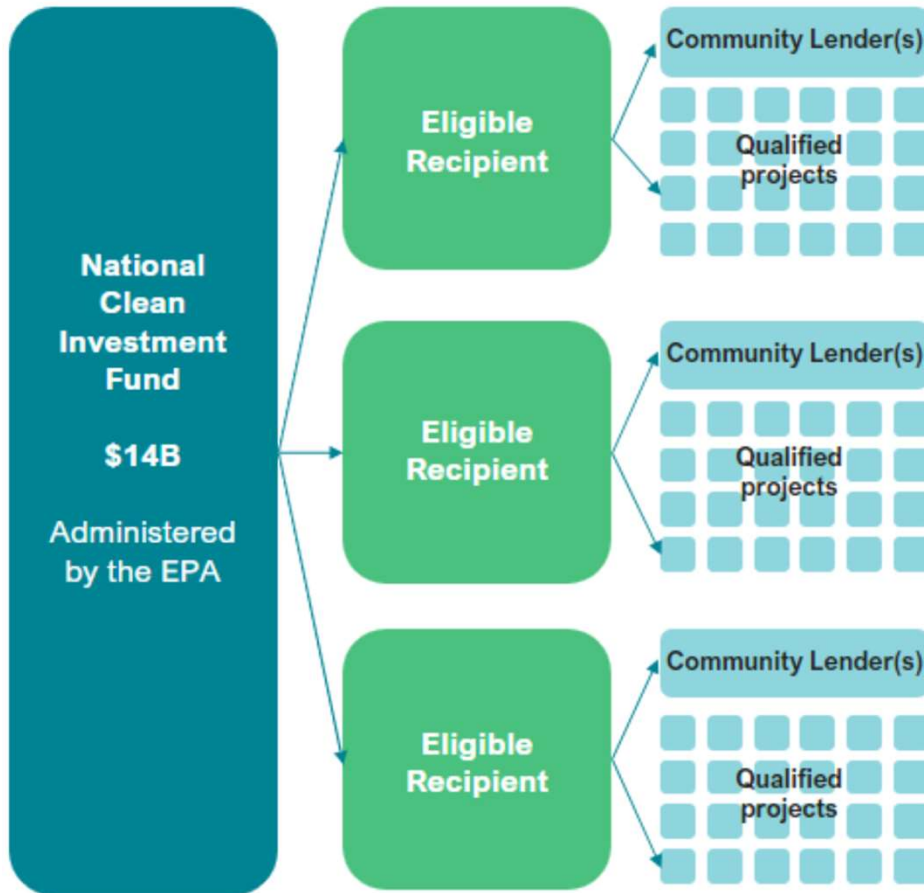 National
Clean
Investment
Fund
$14B
Administered
by the EPA
Eligible
Recipient
Community Lender(s)
Qualified
projects
Eligible
Recipient
Community Lender(s)
Qualified
projects
Eligible
Recipient
Community Lender(s)
Qualified
projects